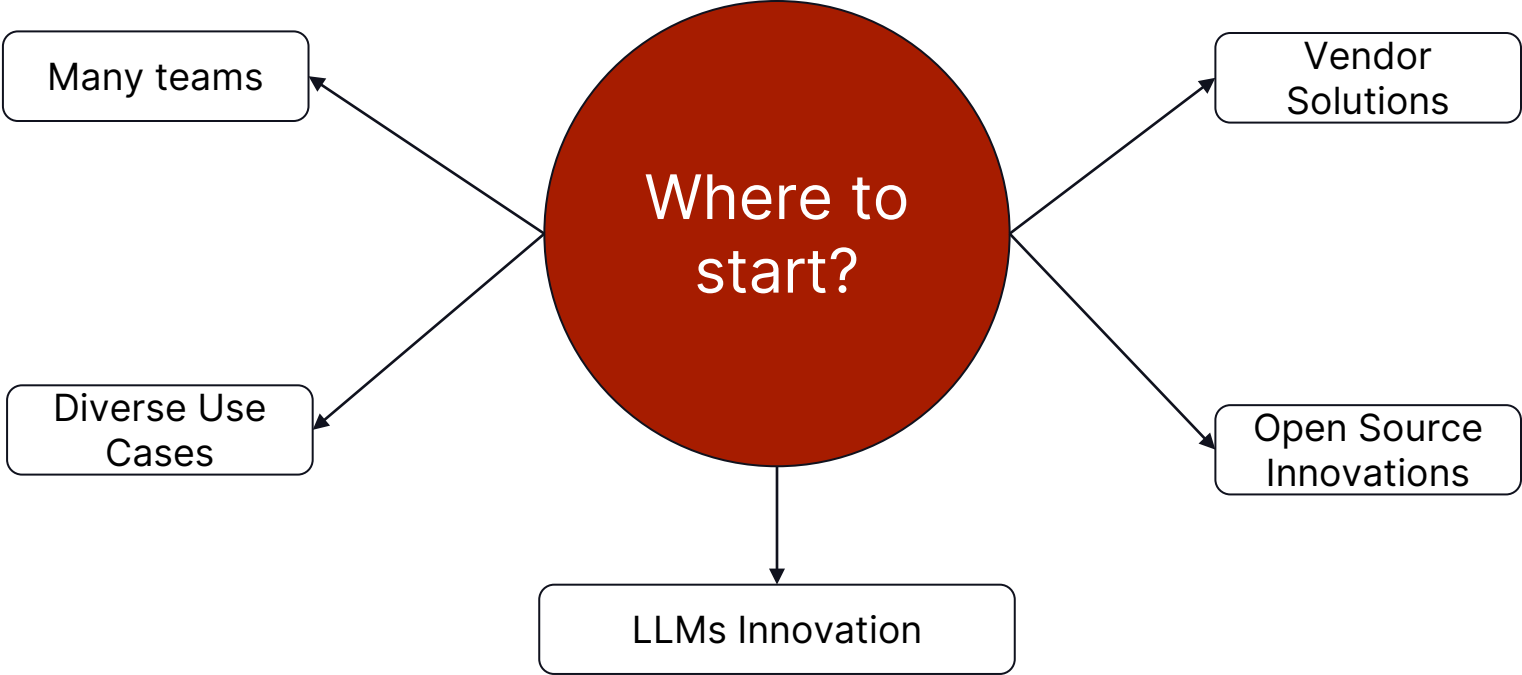 Many teams
Where to
start?
Vendor
Solutions
Diverse Use
Cases
Open Source
Innovations
LLMs Innovation